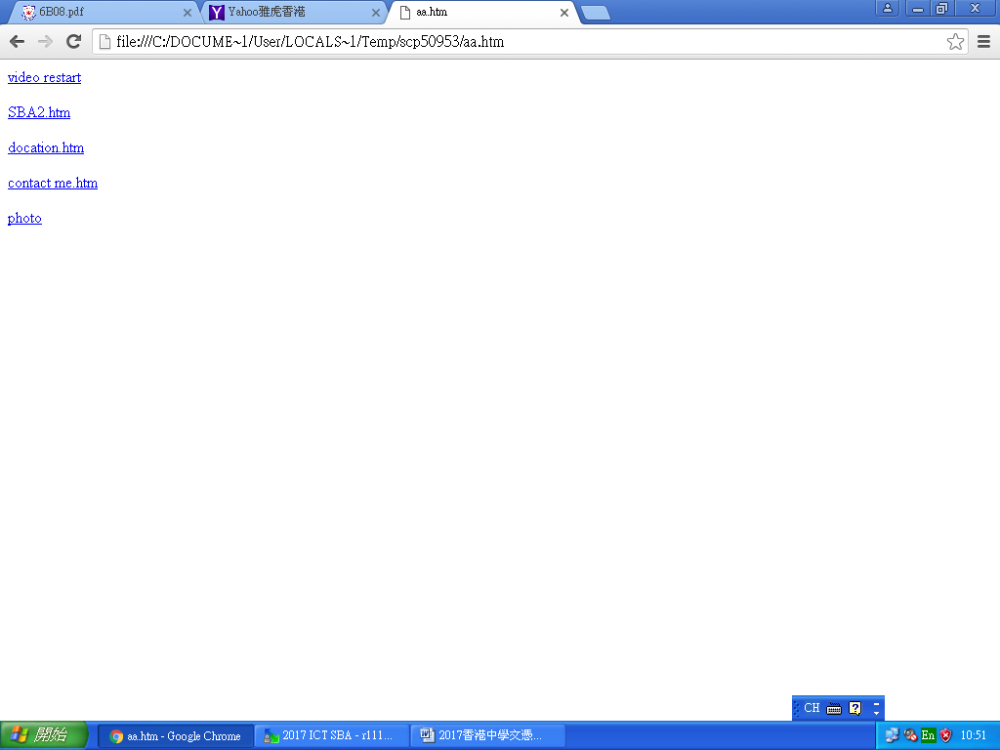 6B08.pdf
Yahoo雅虎香港
aa.htm
file:///C:/DOCUME~1/User/LOCALS~1/Temp/scp50953/aa.htm
video restart
SBA2.htm
docation.htm
contact me.htm
photo
CH
開始
aa.htm - Google Chrome
2017 ICT SBA - r111...
2017香港中學文憑...
En
10:51